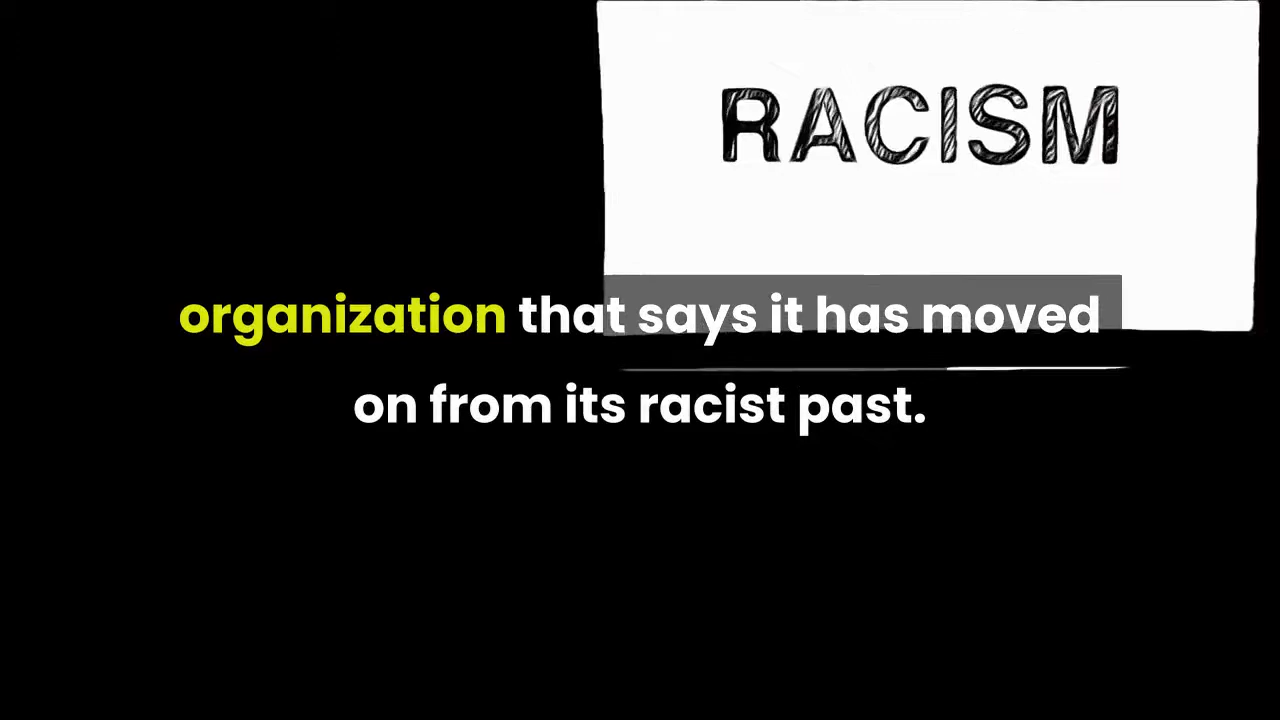 RACISM
organization that says it has moved
on from its racist past.